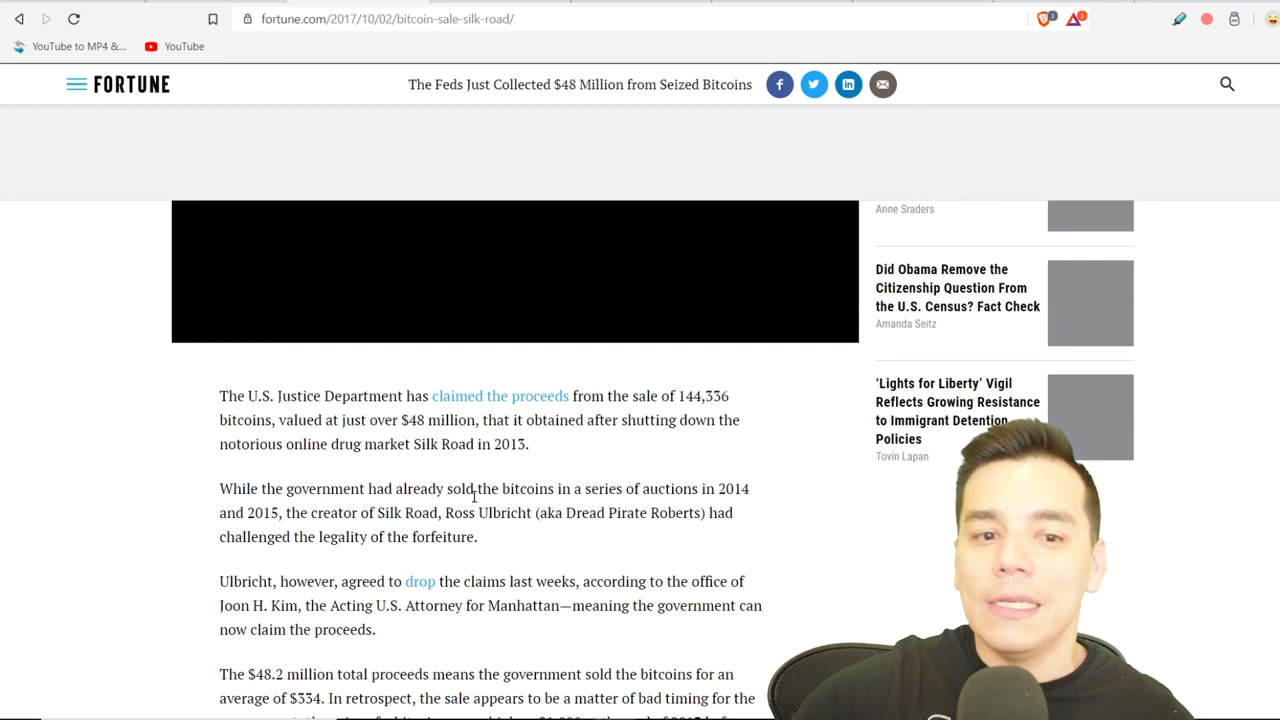 fortune.com/2017/10/02/bitcoin-sale-silk-road/
3
1
YouTube to MP4 &...
YouTube
FORTUNE
The Feds Just Collected $48 Million from Seized Bitcoins
Anne Sraders
Did Obama Remove the
Citizenship Question From
the U.S. Census? Fact Check
Amanda Seitz
‘Lights for Liberty’ Vigil
Reflects Growing Resistance
to Immigrant Detention
Policies
Tovin Lapan
The U.S. Justice Department has claimed the proceeds from the sale of 144,336
bitcoins, valued at just over $48 million, that it obtained after shutting down the
notorious online drug market Silk Road in 2013.
While the government had already sold the bitcoins in a series of auctions in 2014
and 2015, the creator of Silk Road, Ross Ulbricht (aka Dread Pirate Roberts) had
challenged the legality of the forfeiture.
Ulbricht, however, agreed to drop the claims last weeks, according to the office of
Joon H. Kim, the Acting U.S. Attorney for Manhattan—meaning the government can
now claim the proceeds.
The $48.2 million total proceeds means the government sold the bitcoins for an
average of $334. In retrospect, the sale appears to be a matter of bad timing for the